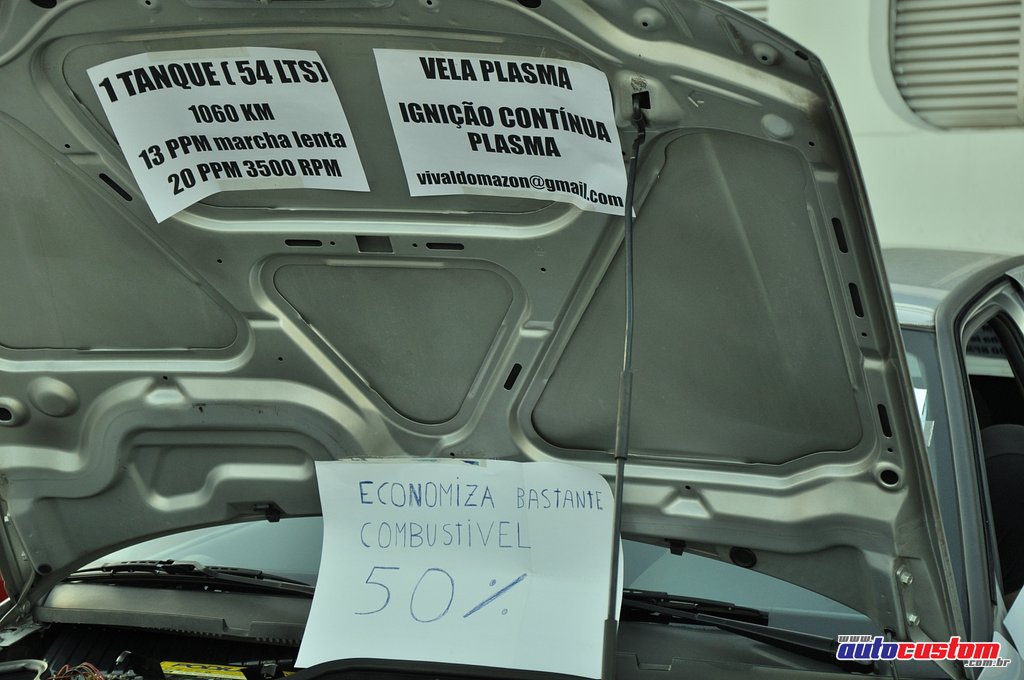 1 TANQUE ( 54 LTS)
1060 KM
13 PPM marcha lenta
20 PPM 3500 RPM
VELA PLASMA
IGNIÇÃO CONTÍNUA
PLASMA
vivaldomazon@gmail.com
ECONOMIZA BASTANTE
COMBUSTÍVEL
50%
www.
autocustom
.com.br